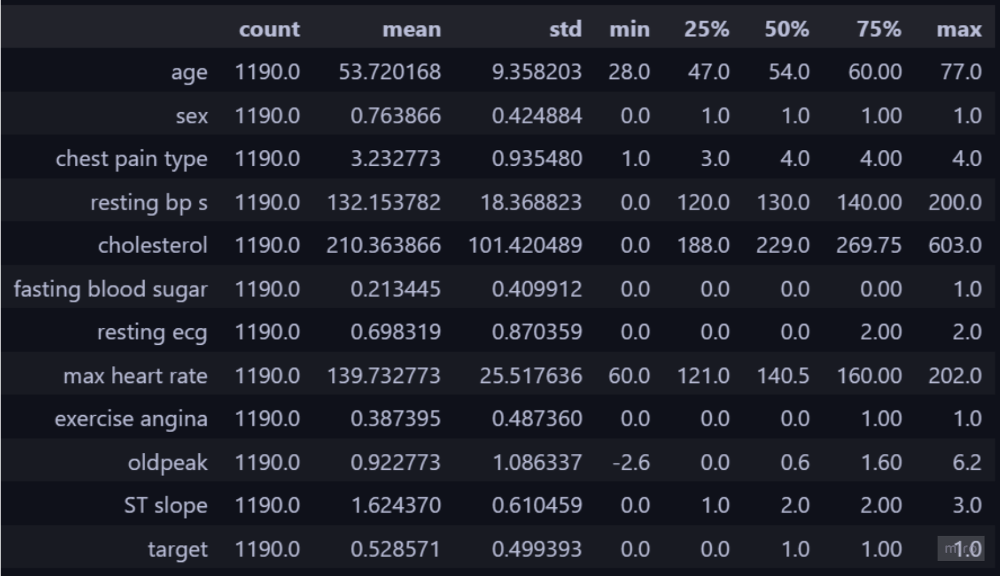 count mean std min 25% 50% 75% max
age 1190.0 53.720168 9.358203 28.0 47.0 54.0 60.00 77.0
sex 1190.0 0.763866 0.424884 0.0 1.0 1.0 1.00 1.0
chest pain type 1190.0 3.232773 0.935480 1.0 3.0 4.0 4.00 4.0
resting bp s 1190.0 132.153782 18.368823 0.0 120.0 130.0 140.00 200.0
cholesterol 1190.0 210.363866 101.420489 0.0 188.0 229.0 269.75 603.0
fasting blood sugar 1190.0 0.213445 0.409912 0.0 0.0 0.0 0.00 1.0
resting ecg 1190.0 0.698319 0.870359 0.0 0.0 0.0 2.00 2.0
max heart rate 1190.0 139.732773 25.517636 60.0 121.0 140.5 160.00 202.0
exercise angina 1190.0 0.387395 0.487360 0.0 0.0 0.0 1.00 1.0
oldpeak 1190.0 0.922773 1.086337 -2.6 0.0 0.6 1.60 6.2
ST slope 1190.0 1.624370 0.610459 0.0 1.0 2.0 2.00 3.0
target 1190.0 0.528571 0.499393 0.0 0.0 1.0 1.00 1.0
miro